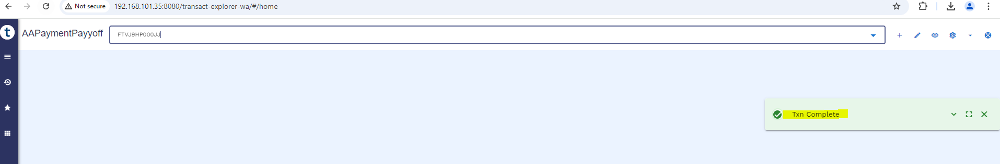 Not secure 192.168.101.35:8080/transact-explorer-wa/#/home
t AAPaymentPayyoff FTVJ9HP000JJ
Txn Complete